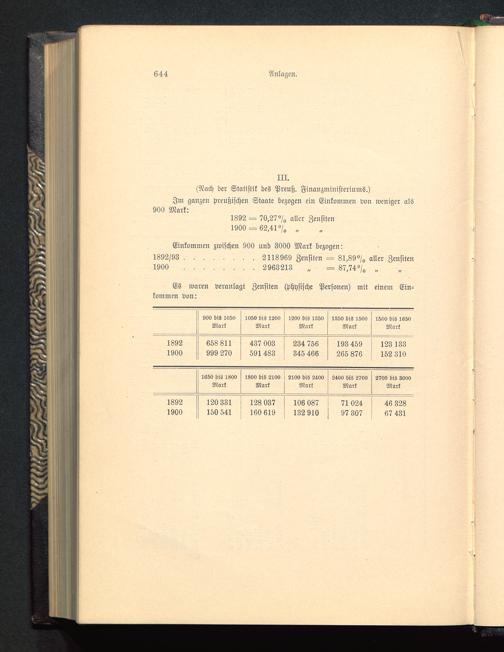 644 Anlagen.
III.
(Nach der Statistik des Preuß. Finanzministeriums.)
Im ganzen preußischen Staate bezogen ein Einkommen von weniger als
900 Mark:
1892 = 70,27% aller Zensiten
1900 = 62,41% „ „
Einkommen zwischen 900 und 3000 Mark bezogen:
1892/93 . . . . . . . . . 2118969 Zensiten = 81,89% aller Zensiten
1900 . . . . . . . . . 2963213 „ = 87,74% „ „
Es waren veranlagt Zensiten (physische Personen) mit einem Ein-
kommen von:
900 bis 1050 1050 bis 1200 1200 bis 1350 1350 bis 1500 1500 bis 1650
Mark Mark Mark Mark Mark
1892 658 811 437 003 234 756 193 459 123 133
1900 999 270 591 483 345 466 265 876 152 310
1650 bis 1800 1800 bis 2100 2100 bis 2400 2400 bis 2700 2700 bis 3000
Mark Mark Mark Mark Mark
1892 120 331 128 037 106 087 71 024 46 328
1900 150 541 160 619 132 910 97 307 67 431